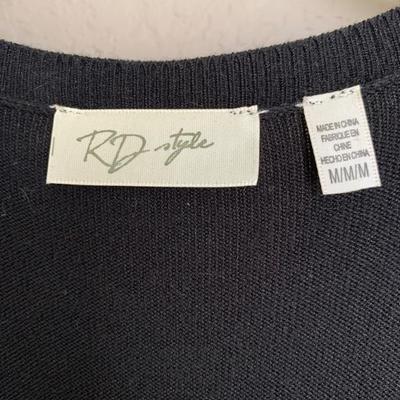 RD style
MADE IN CHINA
FABRIQUE EN
CHINE
HECHO EN CHINA
M/M/M